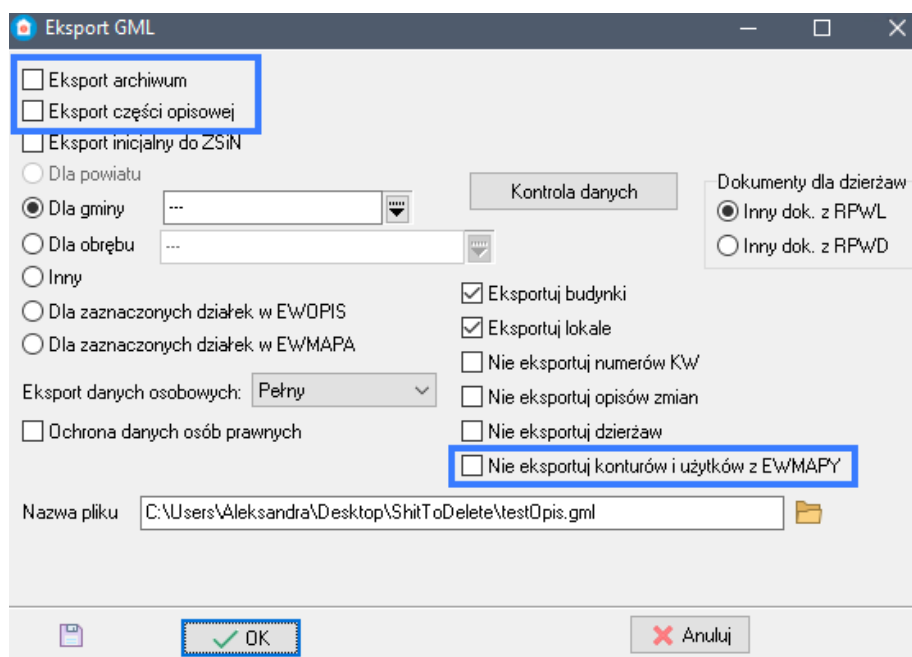 Eksport GML
Eksport archiwum
Eksport części opisowej
Eksport inicjalny do ZSiN
Dla powiatu
Dla gminy
---
Kontrola danych
Dokumenty dla dzierżaw
Inny dok. z RPWL
Inny dok. z RPWD
Dla obrębu
---
Inny
Dla zaznaczonych działek w EWOPIS
Dla zaznaczonych działek w EWMAPA
Eksport danych osobowych: Pełny
Ochrona danych osób prawnych
Eksportuj budynki
Eksportuj lokale
Nie eksportuj numerów KW
Nie eksportuj opisów zmian
Nie eksportuj dzierżaw
Nie eksportuj konturów i użytków z EWMAPY
Nazwa pliku C:\Users\Aleksandra\Desktop\ShitToDelete\testOpis.gml
OK
Anuluj